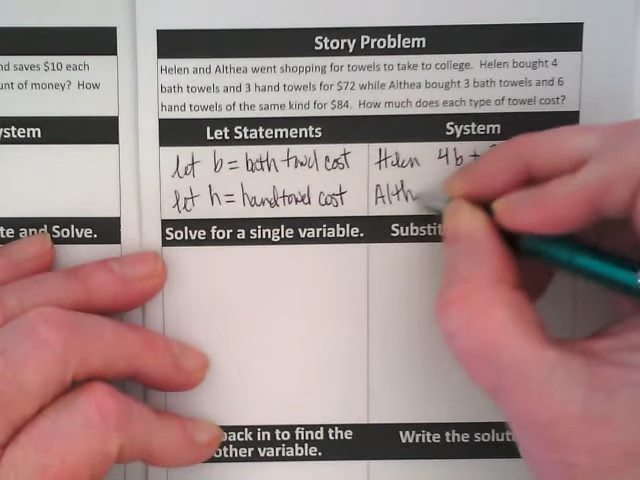 Story Problem
nd saves $10 each
unt of money? How
Helen and Althea went shopping for towels to take to college. Helen bought 4
bath towels and 3 hand towels for $72 while Althea bought 3 bath towels and 6
hand towels of the same kind for $84. How much does each type of towel cost?
ystem
Let Statements
System
let b = bath towel cost
Helen 4b +
let h = hand towel cost
Alth
te and Solve.
Solve for a single variable.
Substit
back in to find the
other variable.
Write the solut